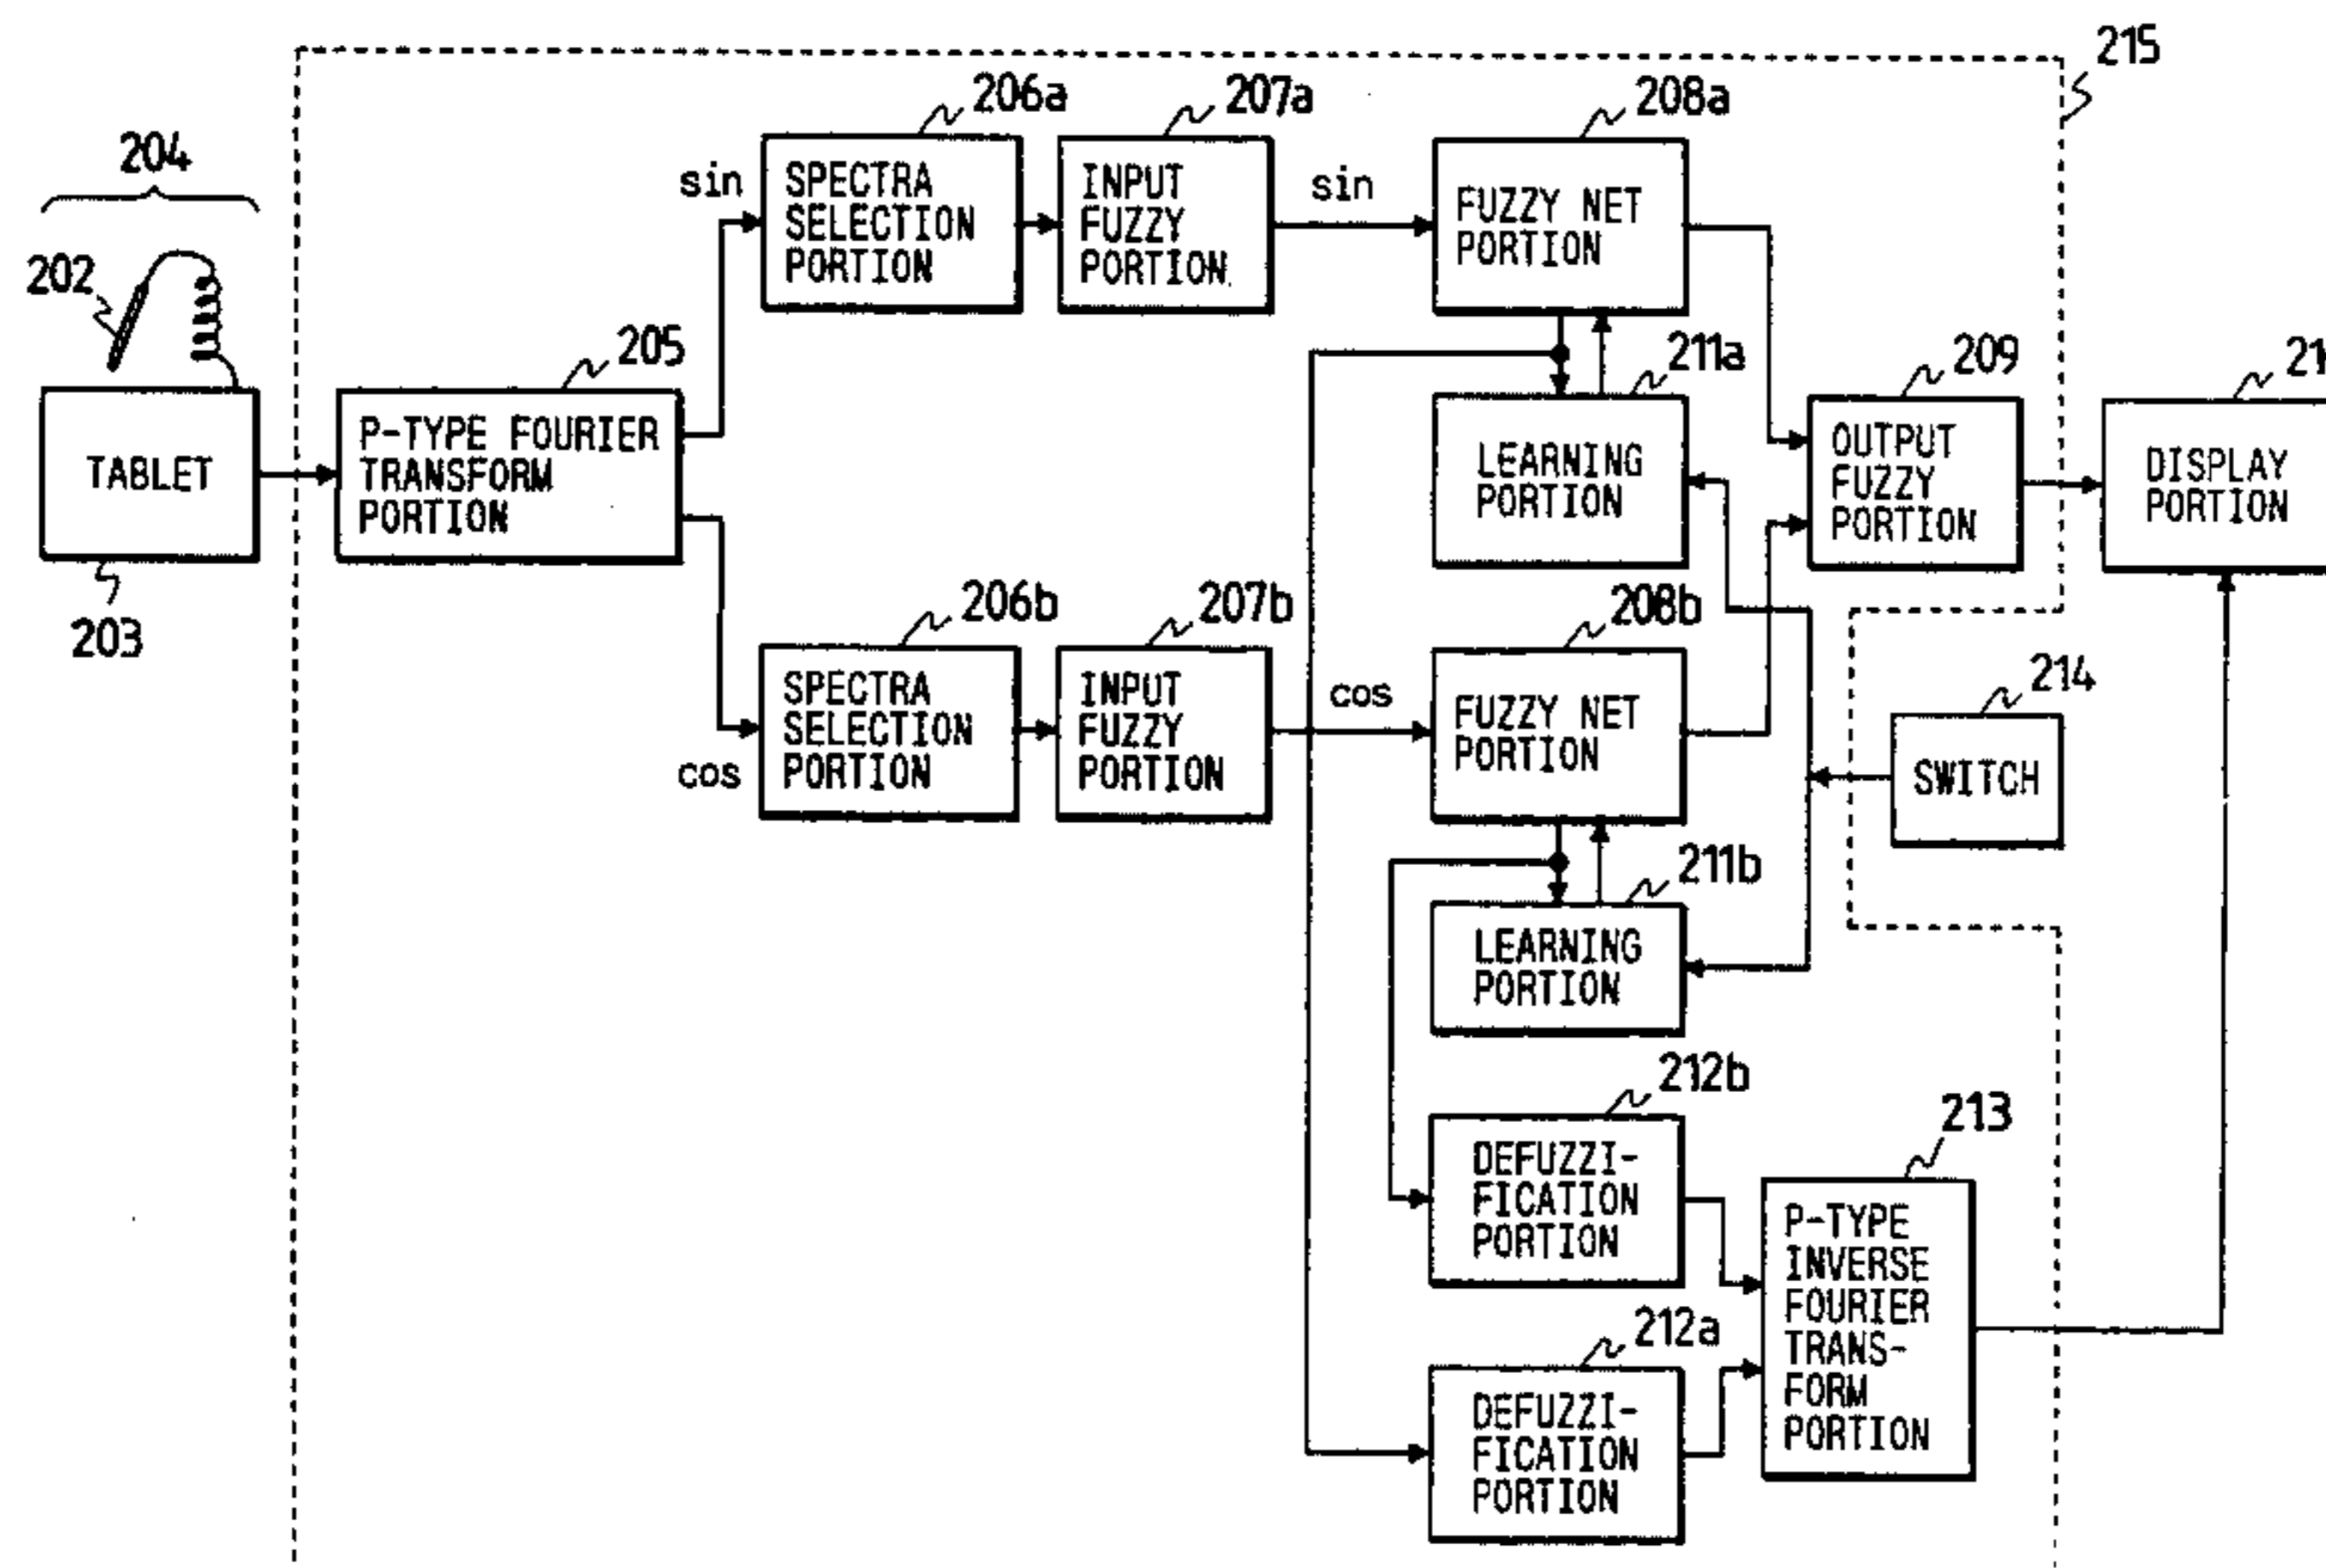 215
206a
207a
208a
204
sin
SPECTRA
SELECTION
PORTION
INPUT
FUZZY
PORTION
sin
FUZZY NET
PORTION
202
205
211a
209
TABLET
P-TYPE FOURIER
TRANSFORM
PORTION
LEARNING
PORTION
OUTPUT
FUZZY
PORTION
DISPLAY
PORTION
203
206b
207b
208b
cos
SPECTRA
SELECTION
PORTION
INPUT
FUZZY
PORTION
cos
FUZZY NET
PORTION
214
SWITCH
211b
LEARNING
PORTION
212b
DEFUZZI-
FICATION
PORTION
213
P-TYPE
INVERSE
FOURIER
TRANS-
FORM
PORTION
212a
DEFUZZI-
FICATION
PORTION